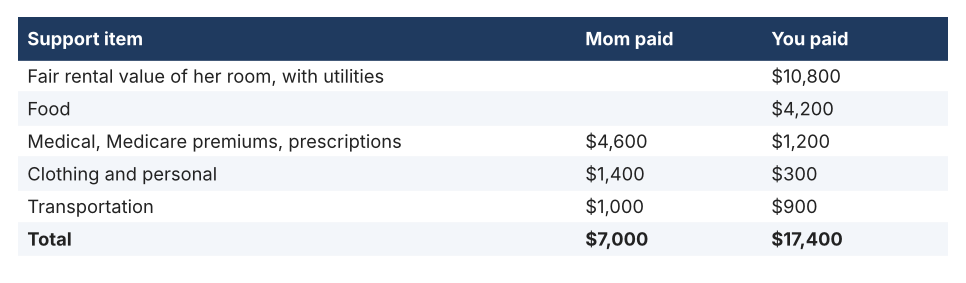 Support item Mom paid You paid
Fair rental value of her room, with utilities $10,800
Food $4,200
Medical, Medicare premiums, prescriptions $4,600 $1,200
Clothing and personal $1,400 $300
Transportation $1,000 $900
Total $7,000 $17,400